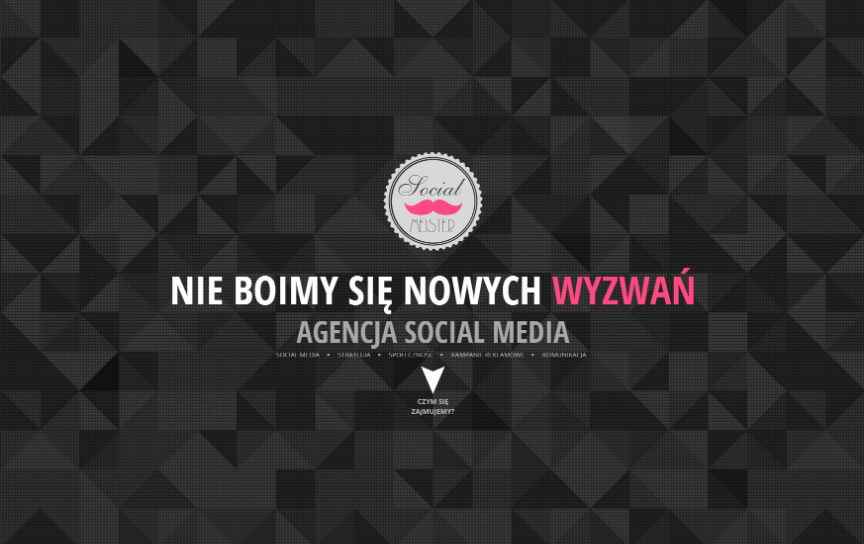 Social
MEISTER
NIE BOIMY SIĘ NOWYCH WYZWAŃ
AGENCJA SOCIAL MEDIA
SOCIAL MEDIA • STRATEGIA • SPOŁECZNOŚĆ • KAMPANIE REKLAMOWE • KOMUNIKACJA
CZYM SIĘ
ZAJMUJEMY?